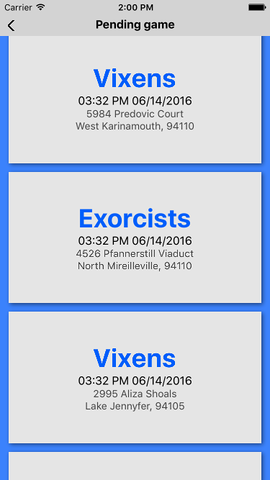 Carrier 2:00 PM
Pending game
Vixens
03:32 PM 06/14/2016
5984 Predovic Court
West Karinamouth, 94110
Exorcists
03:32 PM 06/14/2016
4526 Pfannerstill Viaduct
North Mireilleville, 94110
Vixens
03:32 PM 06/14/2016
2995 Aliza Shoals
Lake Jennyfer, 94105